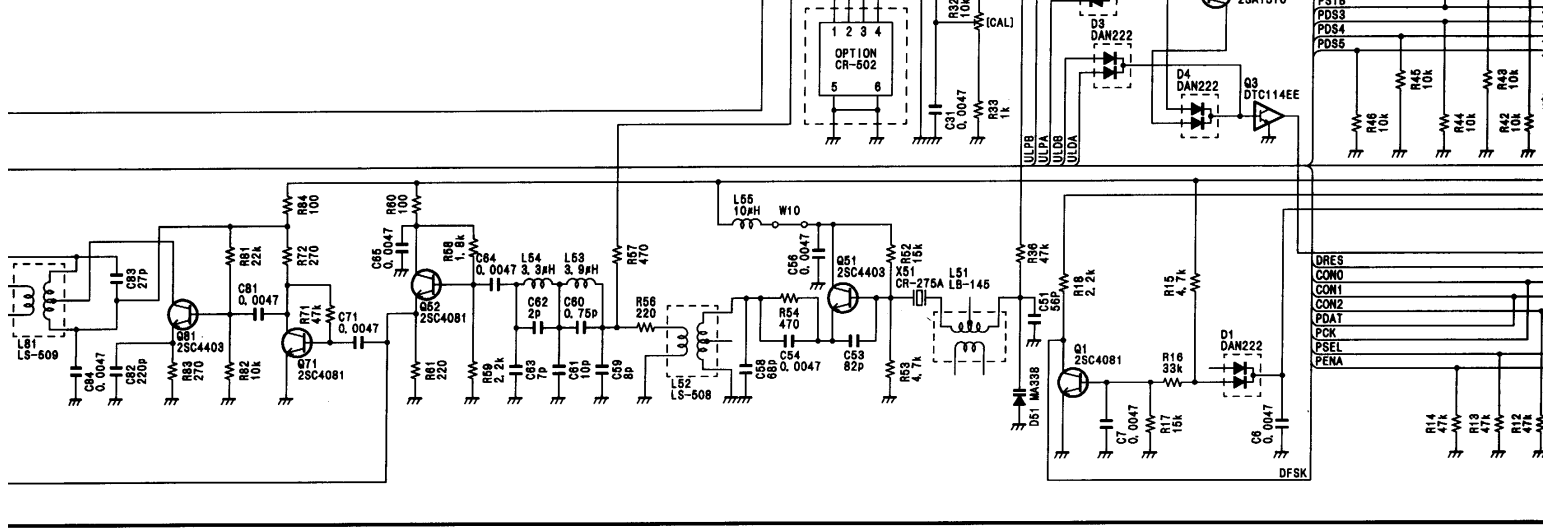 PDS3
PDS4
PDS5
R32
10k
[CAL]
1 2 3 4
OPTION
CR-502
5 6
C31
0.0047
R33
1k
D3
DAN222
D4
DAN222
Q3
DTC114EE
R46
10k
R45
10k
R44
10k
R43
10k
R42
10k
ULPB
ULPA
ULDB
ULDA
R84
100
R60
100
L55
10μH
W10
R81
22k
R72
270
C65
0.0047
R58
1.8k
C64
0.0047
L54
3.3μH
L53
3.9μH
R57
470
C56
0.0047
Q51
2SC4403
R52
15k
X51
CR-275A
L51
LB-145
R36
47k
C51
56P
R18
2.2k
R15
4.7k
DRES
CON0
CON1
CON2
PDAT
PCK
PSEL
PENA
C83
27p
C81
0.0047
R71
47k
C71
0.0047
Q52
2SC4081
C62
2p
C60
0.75p
R56
220
R54
470
C54
0.0047
C53
82p
L81
LS-509
Q81
2SC4403
Q71
2SC4081
C84
0.0047
C82
220p
R83
270
R82
10k
R61
220
R59
2.2k
C63
7p
C61
10p
C59
8p
L52
LS-508
C58
68p
R53
4.7k
D51 MA338
Q1
2SC4081
R16
33k
D1
DAN222
C7
0.0047
R17
15k
C6
0.0047
R14
47k
R13
47k
R12
47k
DFSK